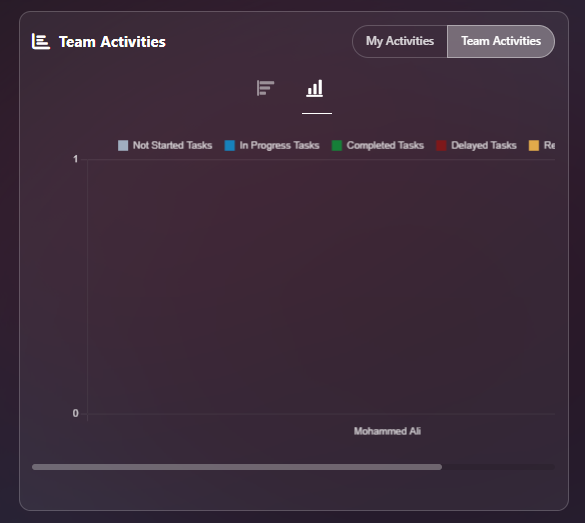 Team Activities
My Activities
Team Activities
Not Started Tasks
In Progress Tasks
Completed Tasks
Delayed Tasks
Re
1
0
Mohammed Ali